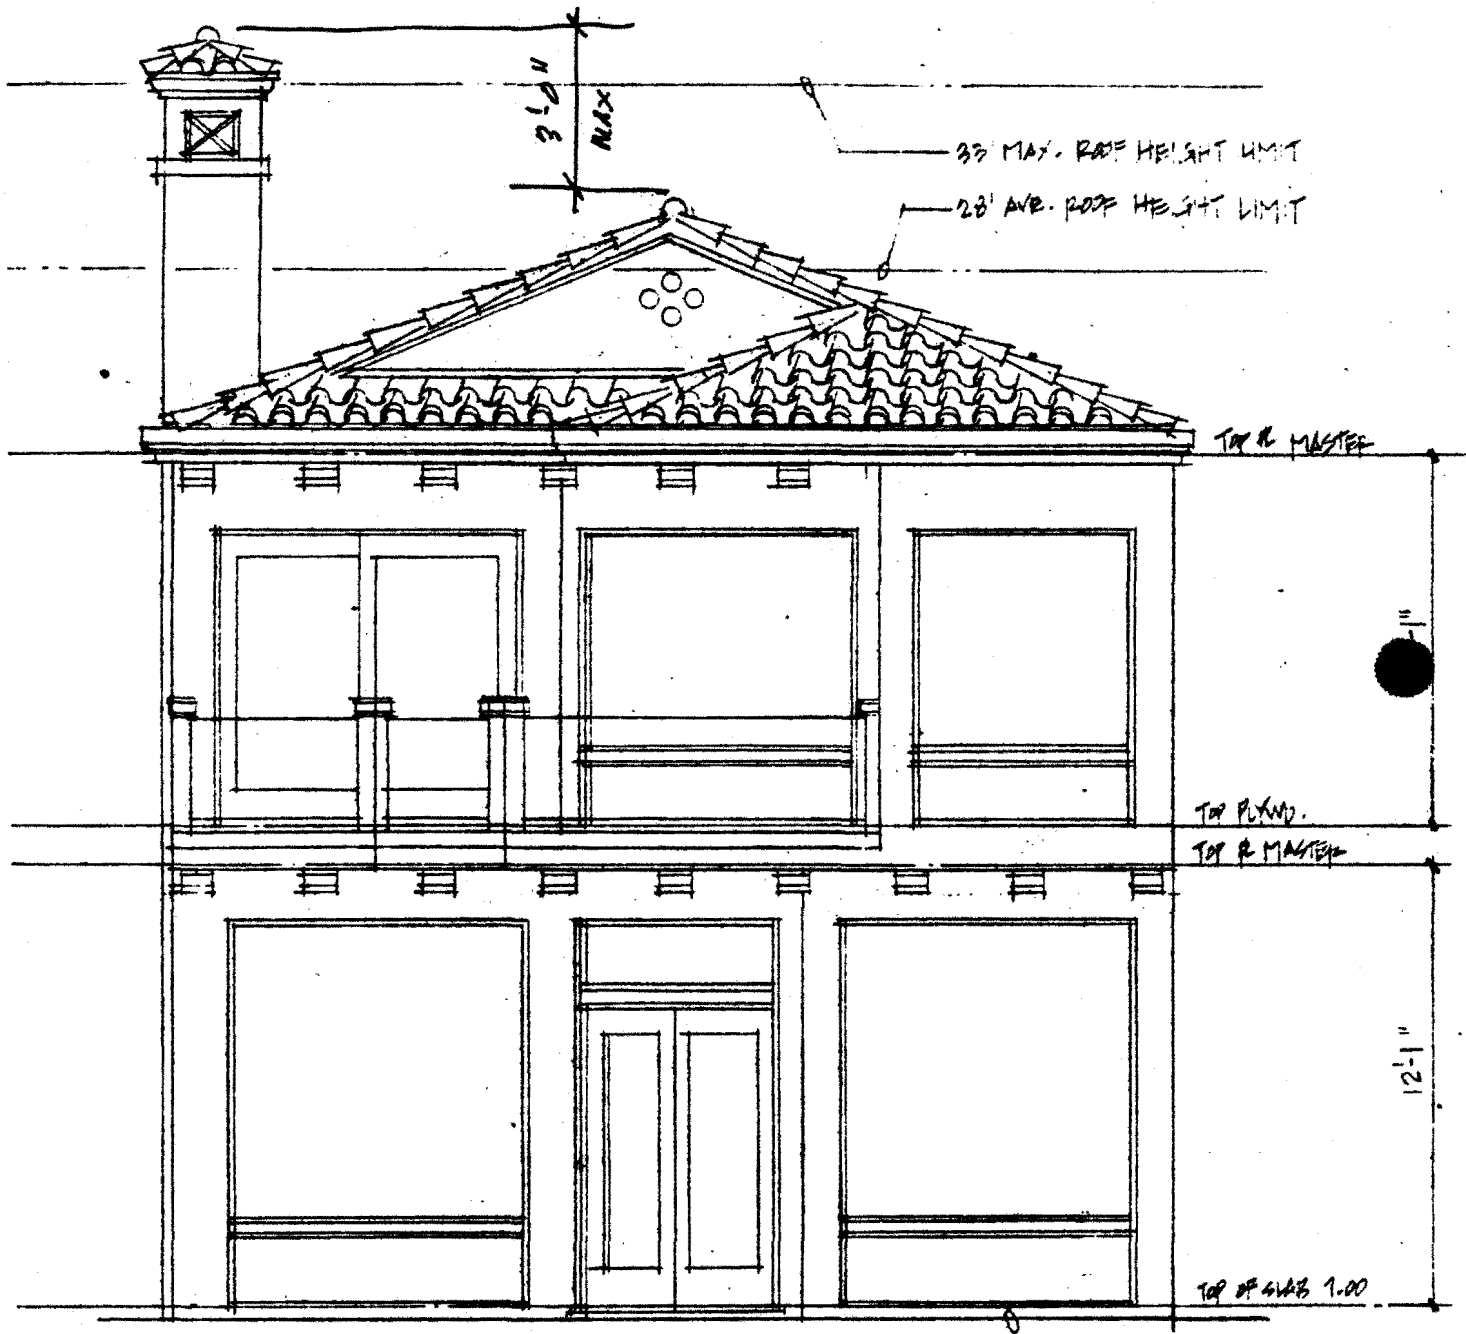 3'-0"
MAX
33' MAX. ROOF HEIGHT LIMIT
28' AVE. ROOF HEIGHT LIMIT
TOP PL MASTER
-1"
TOP PLYWD.
TOP PL MASTER
12'-1"
TOP OF SLAB 9.00